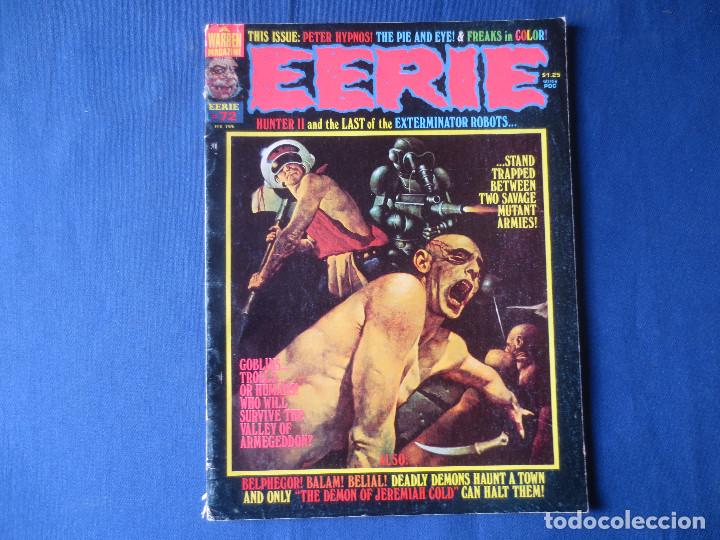 THIS ISSUE: PETER HYPNOS! THE PIE AND EYE! & FREAKS in COLOR!
A
WARREN
MAGAZINE
EERIE
$1.25
PDC
EERIE
#72
HUNTER II and the LAST of the EXTERMINATOR ROBOTS...
...STAND
TRAPPED
BETWEEN
TWO SAVAGE
MUTANT
ARMIES!
GOBLINS...
TROLLS...
OR HUMANS
WHO WILL
SURVIVE THE
VALLEY OF
ARMEGEDDON?
ALSO:
BELPHEGOR! BALAM! BELIAL! DEADLY DEMONS HAUNT A TOWN
AND ONLY "THE DEMON OF JEREMIAH COLD" CAN HALT THEM!
todocoleccion.net